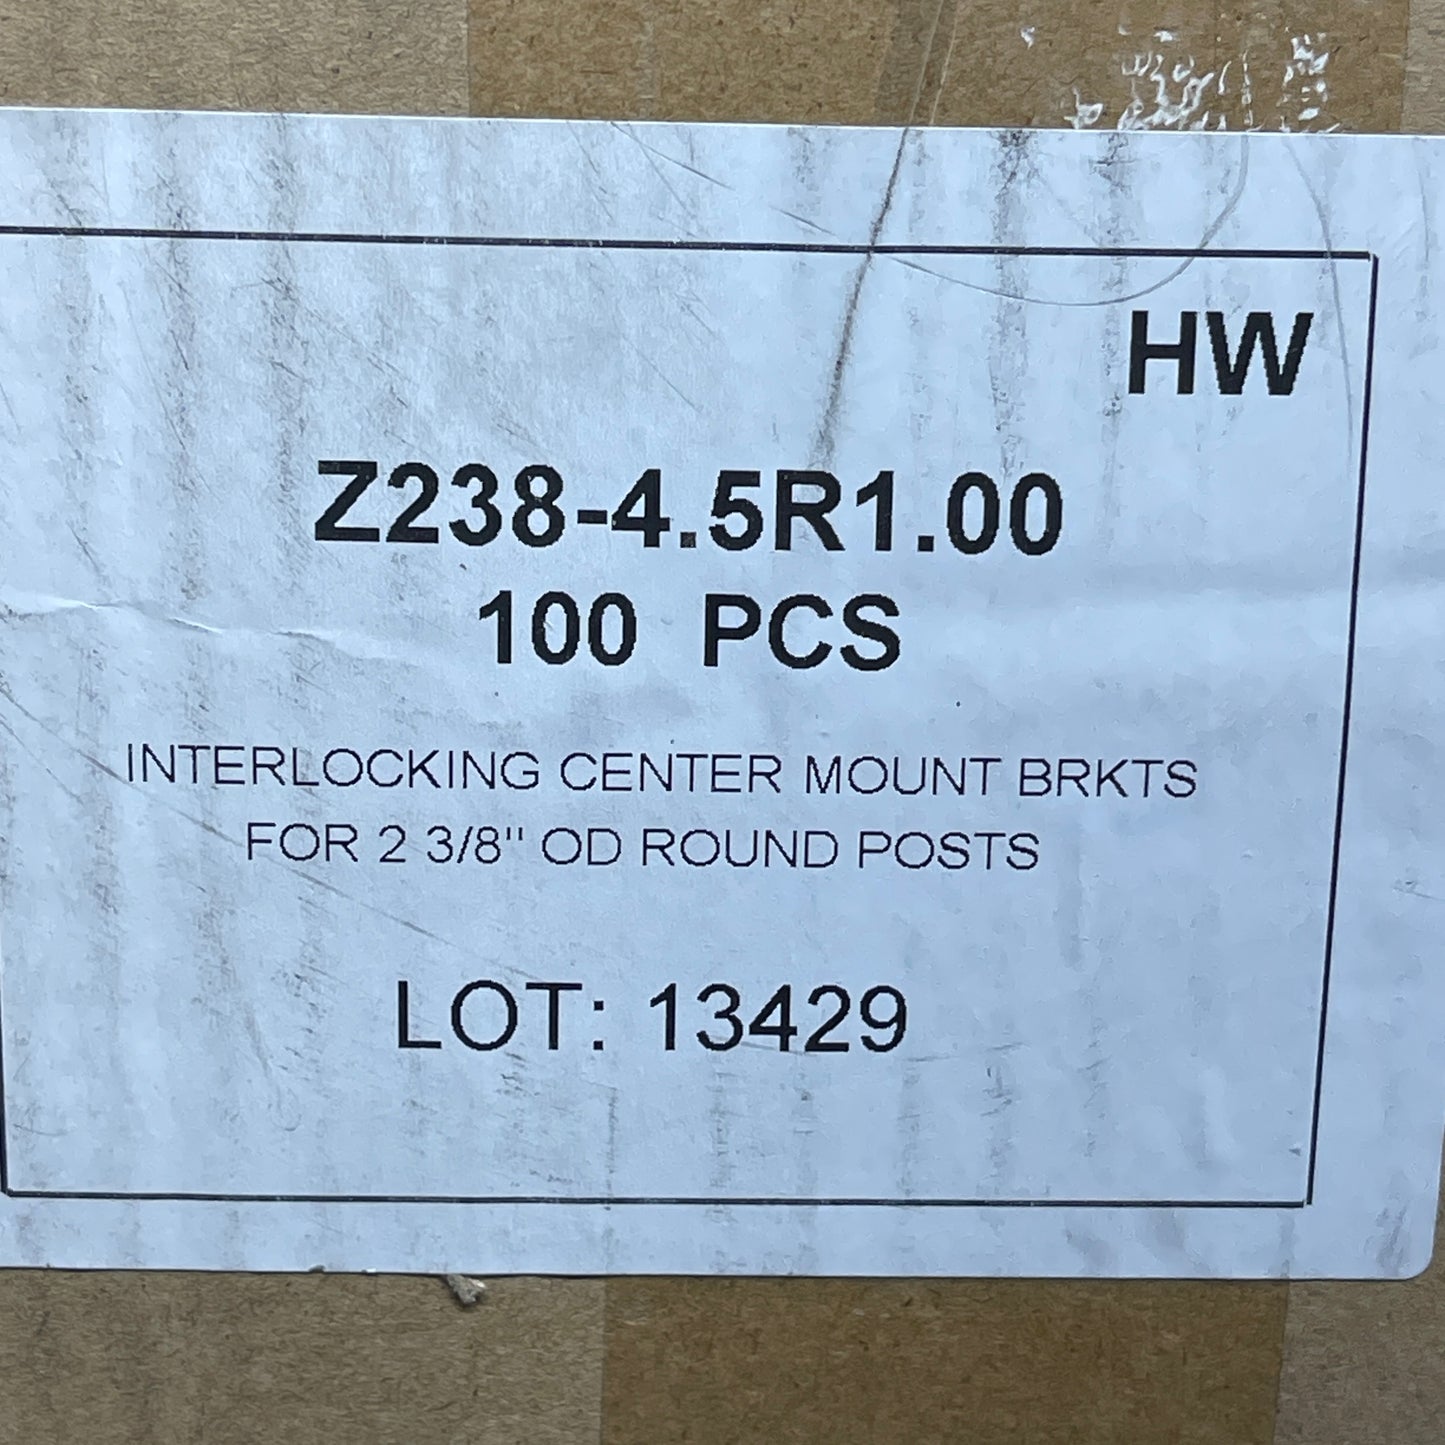 HW
Z238-4.5R1.00
100 PCS
INTERLOCKING CENTER MOUNT BRKTS
FOR 2 3/8" OD ROUND POSTS
LOT: 13429